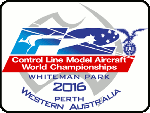 Control Line Model Aircraft
World Championships
WHITEMAN PARK
2016
PERTH
WESTERN AUSTRALIA